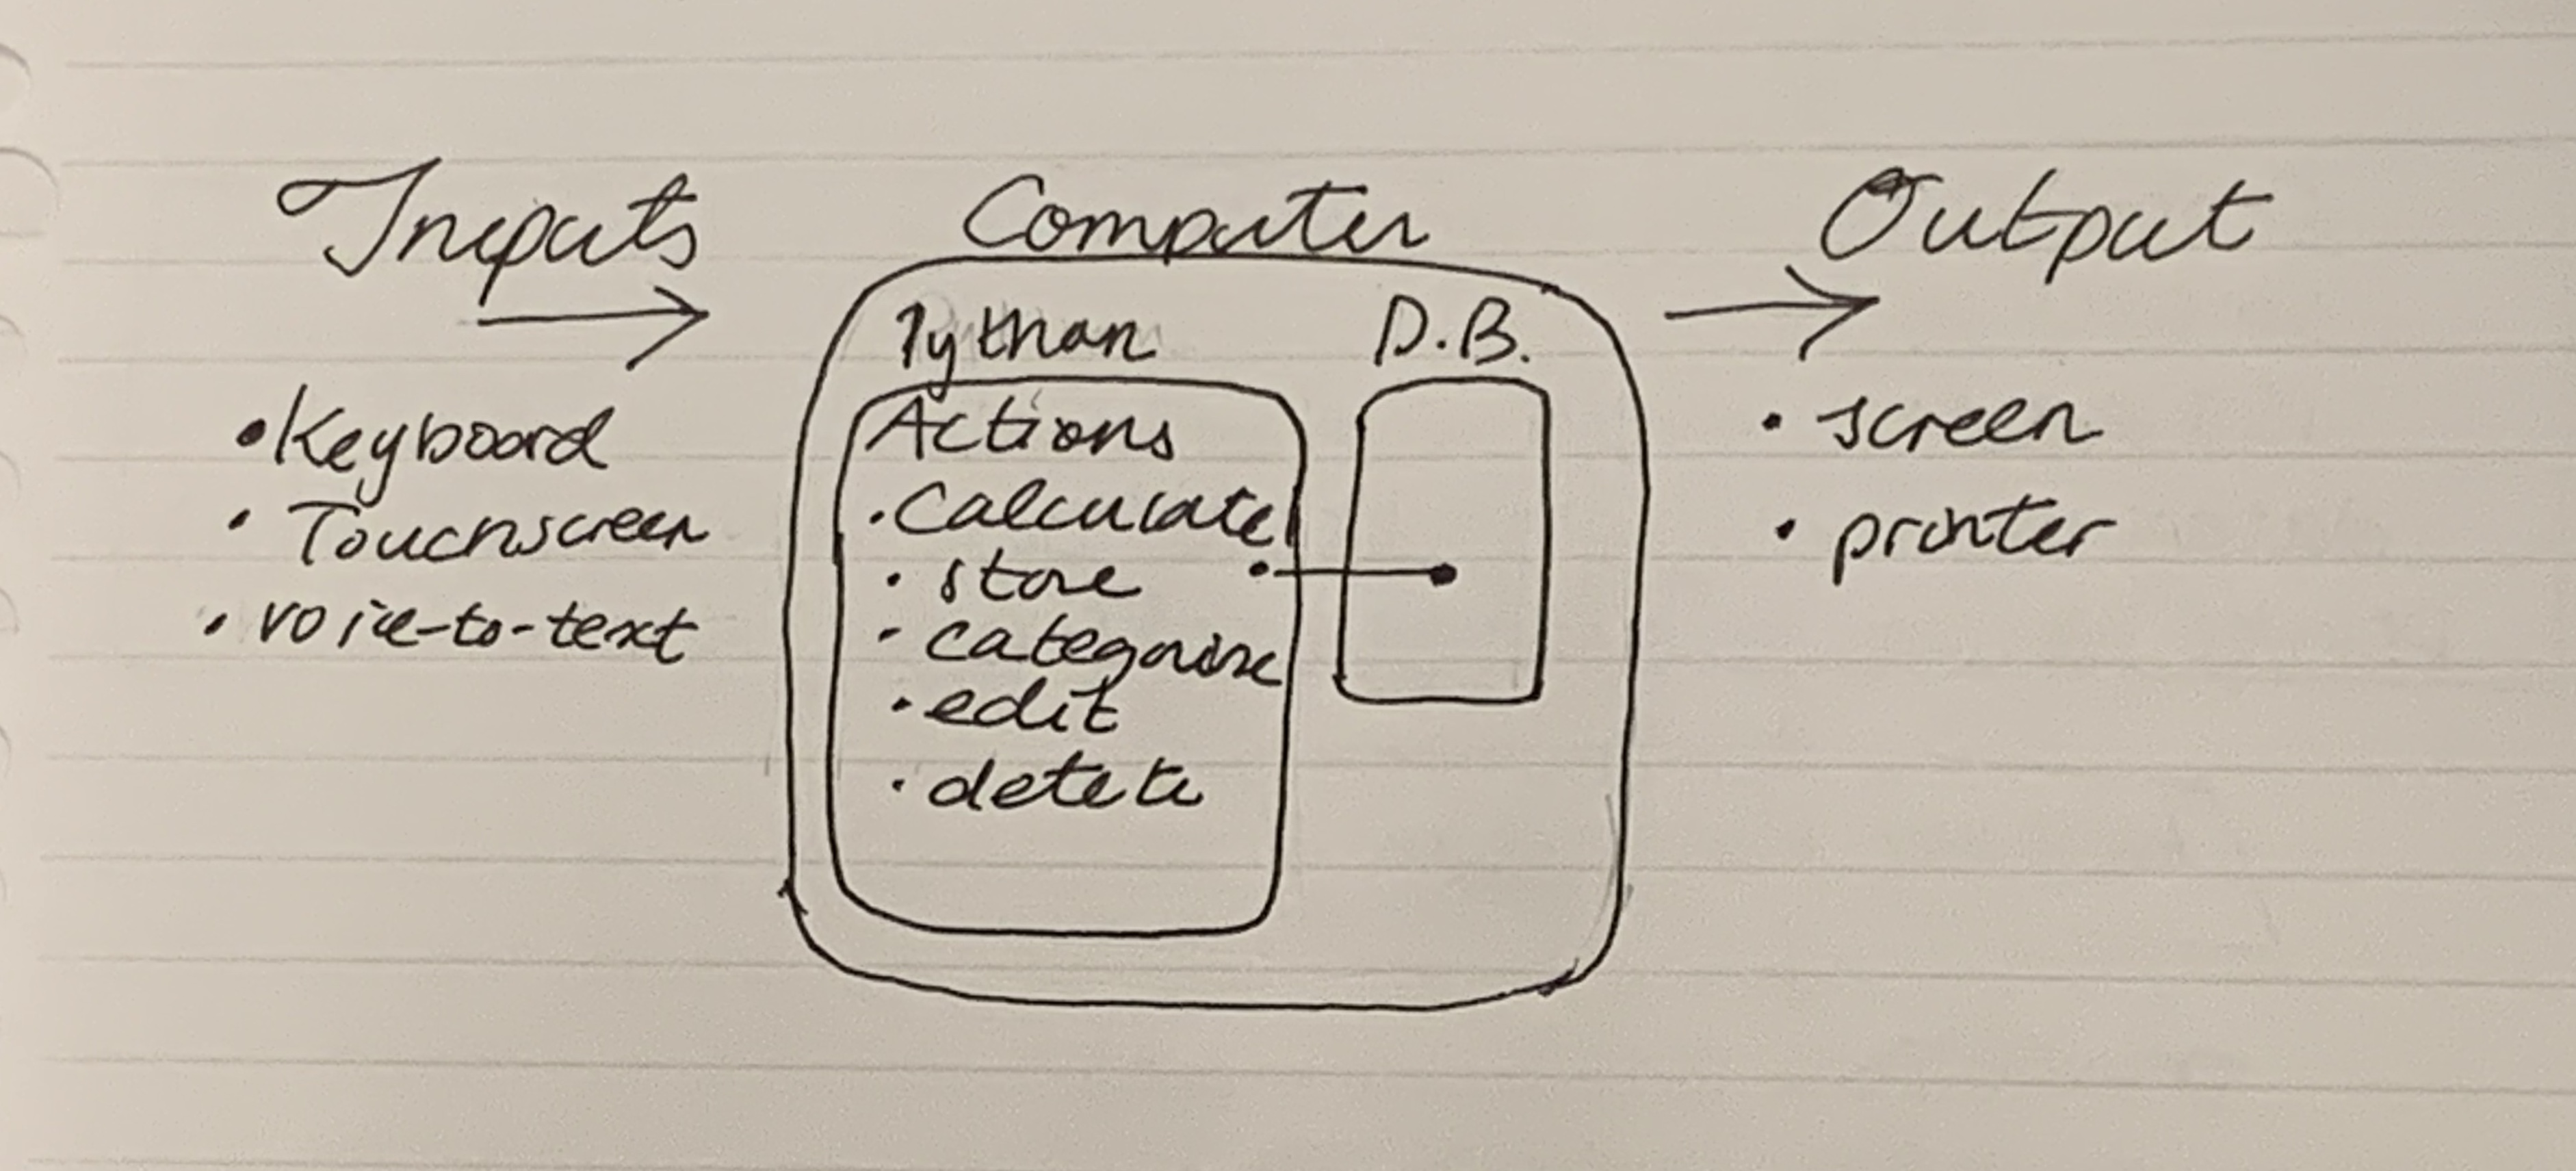 Inputs
Computer
Output
Python
D.B.
• Keyboard
• Touchscreen
• voice-to-text
Actions
• Calculate
• store
• categorise
• edit
• delete
• screen
• printer